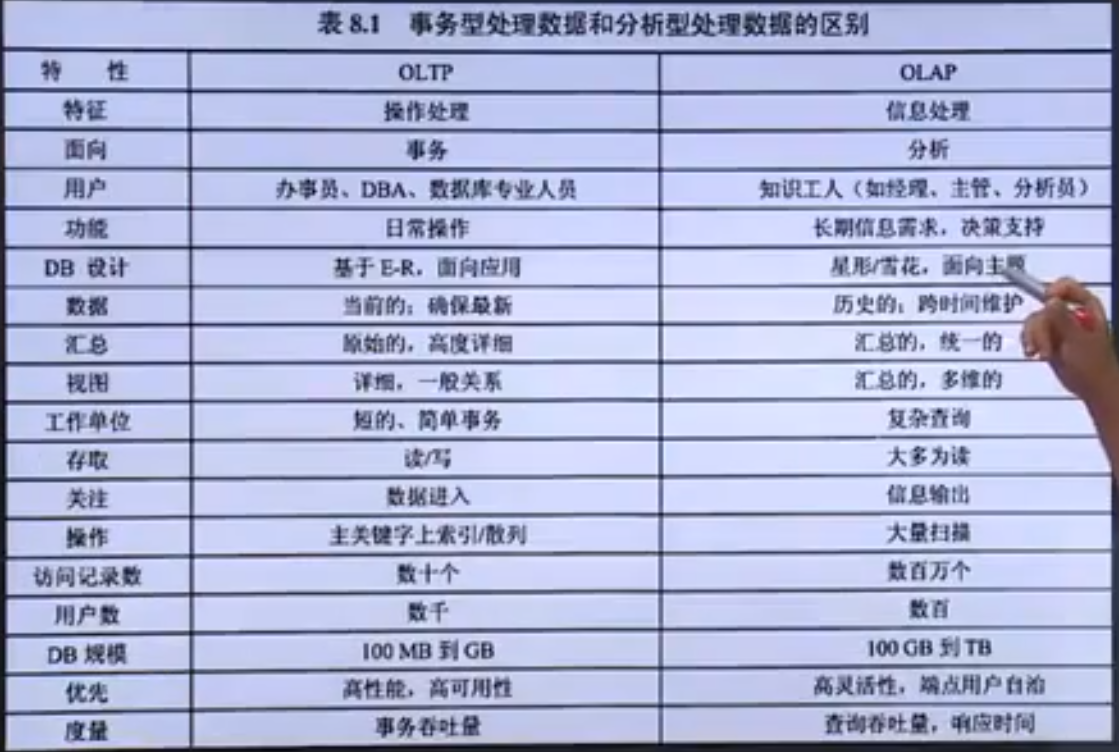 表 8.1 事务型处理数据和分析型处理数据的区别
特 性 OLTP OLAP
特征 操作处理 信息处理
面向 事务 分析
用户 办事员、DBA、数据库专业人员 知识工人（如经理、主管、分析员）
功能 日常操作 长期信息需求，决策支持
DB 设计 基于 E-R，面向应用 星形/雪花，面向主题
数据 当前的；确保最新 历史的；跨时间维护
汇总 原始的，高度详细 汇总的，统一的
视图 详细，一般关系 汇总的，多维的
工作单位 短的、简单事务 复杂查询
存取 读/写 大多为读
关注 数据进入 信息输出
操作 主关键字上索引/散列 大量扫描
访问记录数 数十个 数百万个
用户数 数千 数百
DB 规模 100 MB 到 GB 100 GB 到 TB
优先 高性能，高可用性 高灵活性，端点用户自治
度量 事务吞吐量 查询吞吐量，响应时间